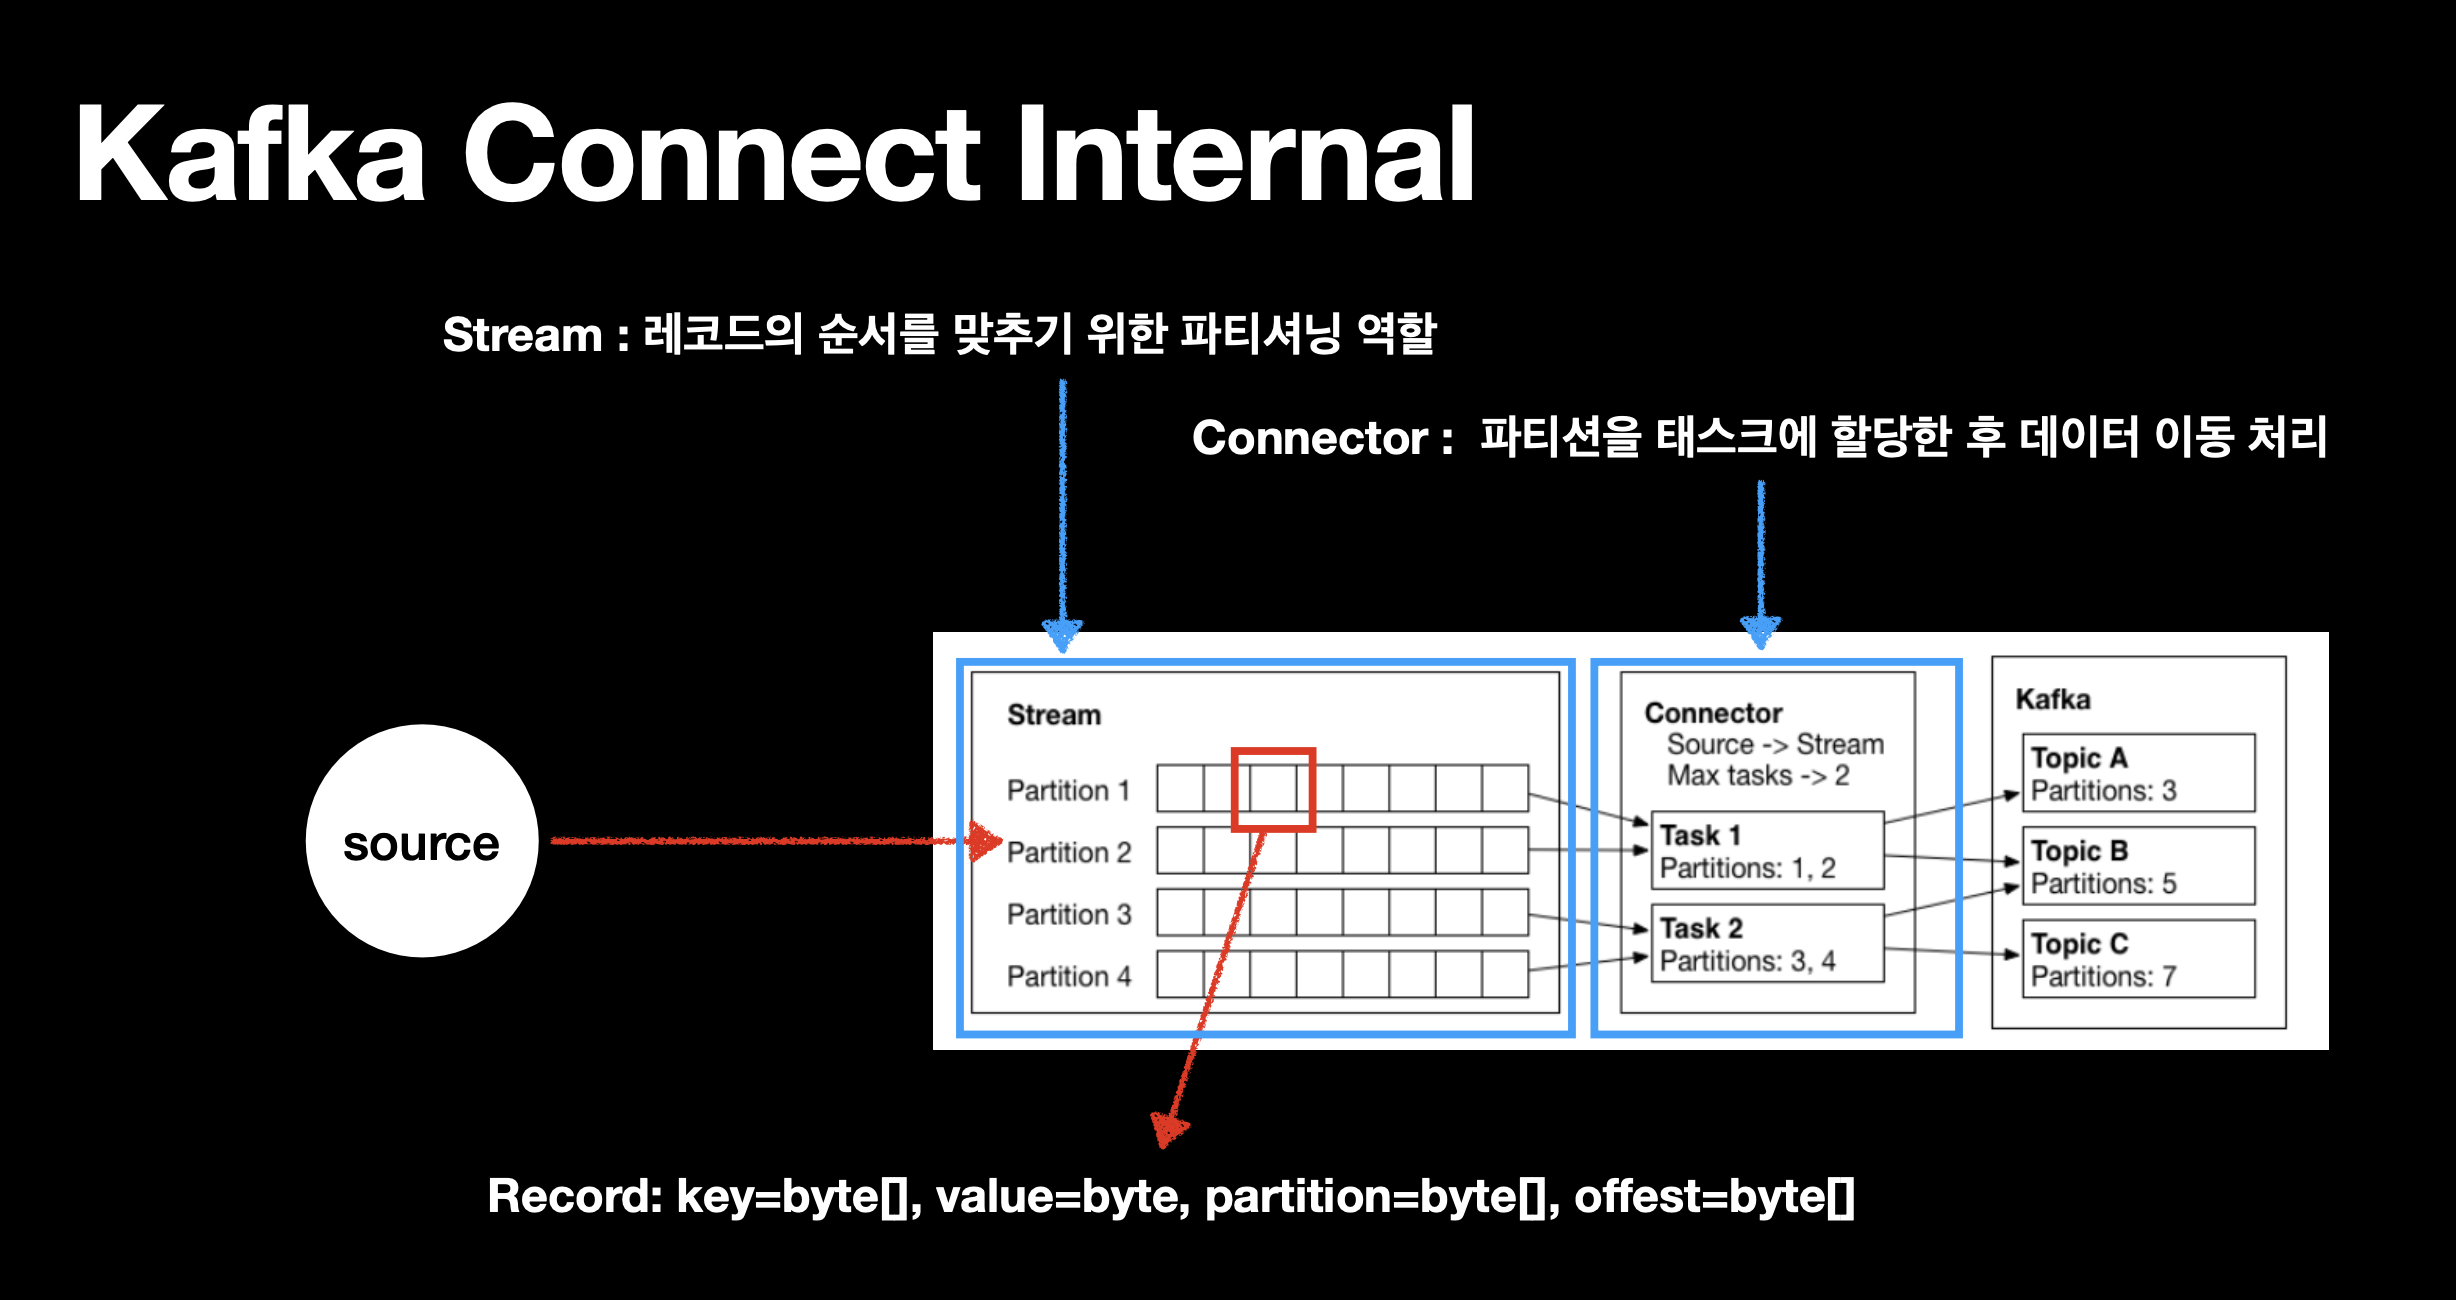 Kafka Connect Internal
Stream : 레코드의 순서를 맞추기 위한 파티셔닝 역할
Connector :  파티션을 태스크에 할당한 후 데이터 이동 처리
source
Stream
Partition 1
Partition 2
Partition 3
Partition 4
Connector
Source -> Stream
Max tasks -> 2
Task 1
Partitions: 1, 2
Task 2
Partitions: 3, 4
Kafka
Topic A
Partitions: 3
Topic B
Partitions: 5
Topic C
Partitions: 7
Record: key=byte[], value=byte, partition=byte[], offest=byte[]